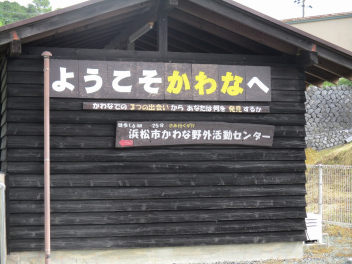 ようこそかわなへ
かわなでの3つの出会いから あなたは何を発見するか
浜松市かわな野外活動センター